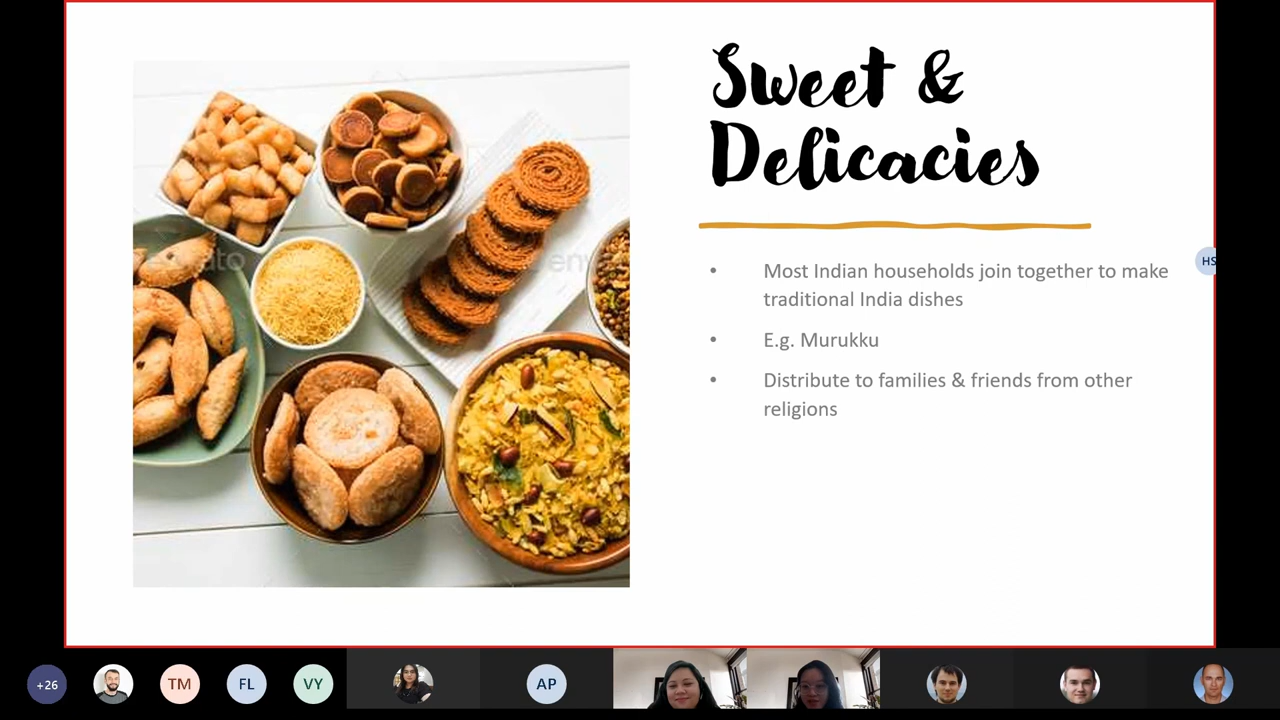 Sweet &
Delicacies
Most Indian households join together to make
traditional India dishes
E.g. Murukku
Distribute to families & friends from other
religions
HS
+26
TM
FL
VY
AP